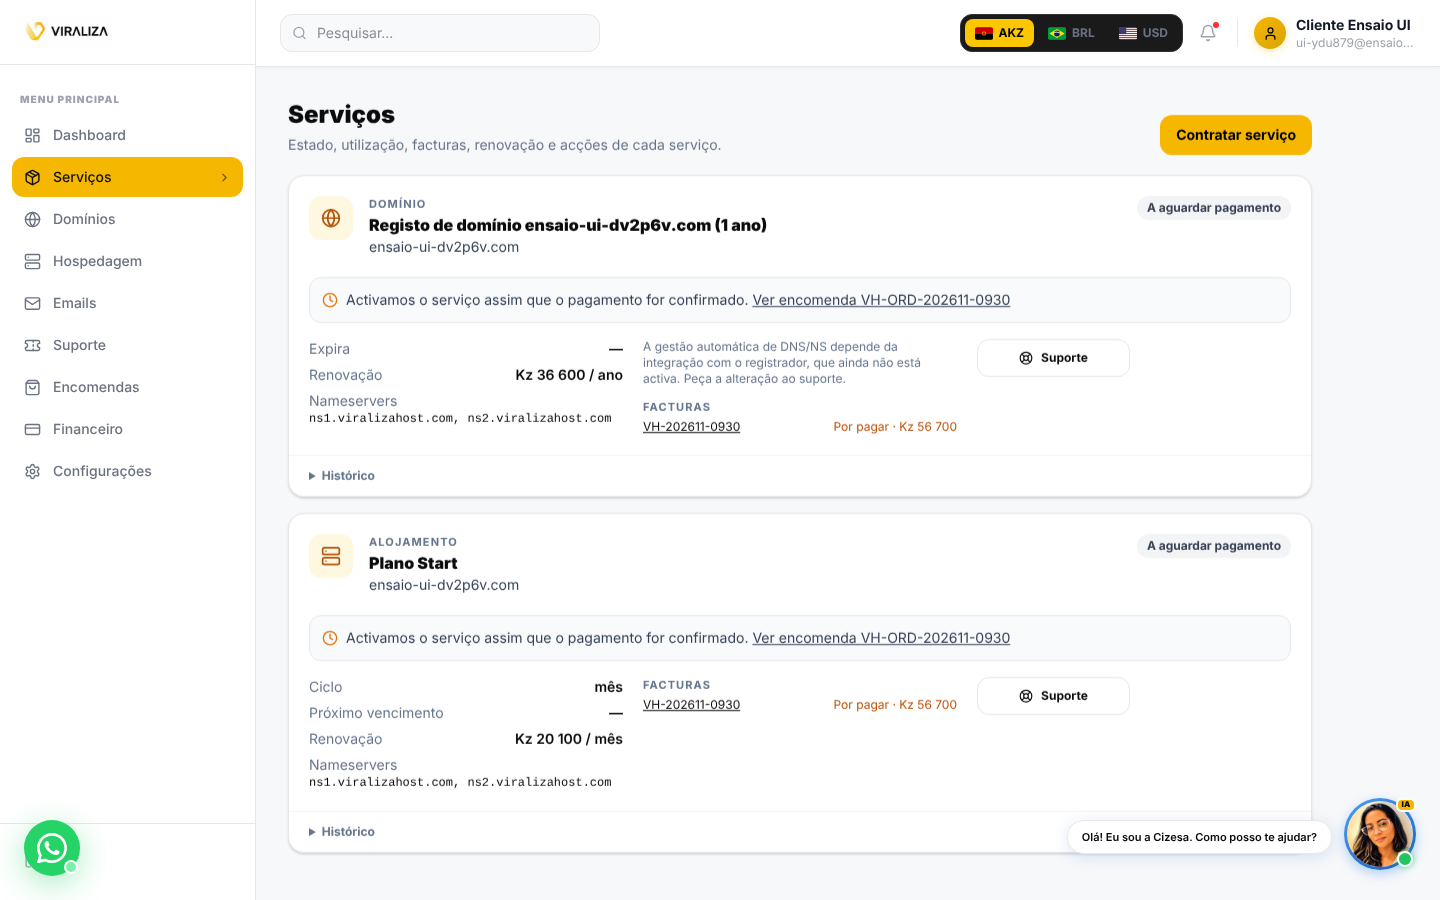 VIRALIZA
Pesquisar...
AKZ
BRL
USD
Cliente Ensaio UI
ui-ydu879@ensaio...
MENU PRINCIPAL
Dashboard
Serviços
Domínios
Hospedagem
Emails
Suporte
Encomendas
Financeiro
Configurações
Serviços
Estado, utilização, facturas, renovação e acções de cada serviço.
Contratar serviço
DOMÍNIO
Registo de domínio ensaio-ui-dv2p6v.com (1 ano)
ensaio-ui-dv2p6v.com
A aguardar pagamento
Activamos o serviço assim que o pagamento for confirmado. Ver encomenda VH-ORD-202611-0930
Expira —
Renovação Kz 36 600 / ano
Nameservers
ns1.viralizahost.com, ns2.viralizahost.com
A gestão automática de DNS/NS depende da
integração com o registrador, que ainda não está
activa. Peça a alteração ao suporte.
FACTURAS
VH-202611-0930 Por pagar · Kz 56 700
Suporte
Histórico
ALOJAMENTO
Plano Start
ensaio-ui-dv2p6v.com
A aguardar pagamento
Activamos o serviço assim que o pagamento for confirmado. Ver encomenda VH-ORD-202611-0930
Ciclo mês
Próximo vencimento —
Renovação Kz 20 100 / mês
Nameservers
ns1.viralizahost.com, ns2.viralizahost.com
FACTURAS
VH-202611-0930 Por pagar · Kz 56 700
Suporte
Histórico
Olá! Eu sou a Cizesa. Como posso te ajudar?
IA